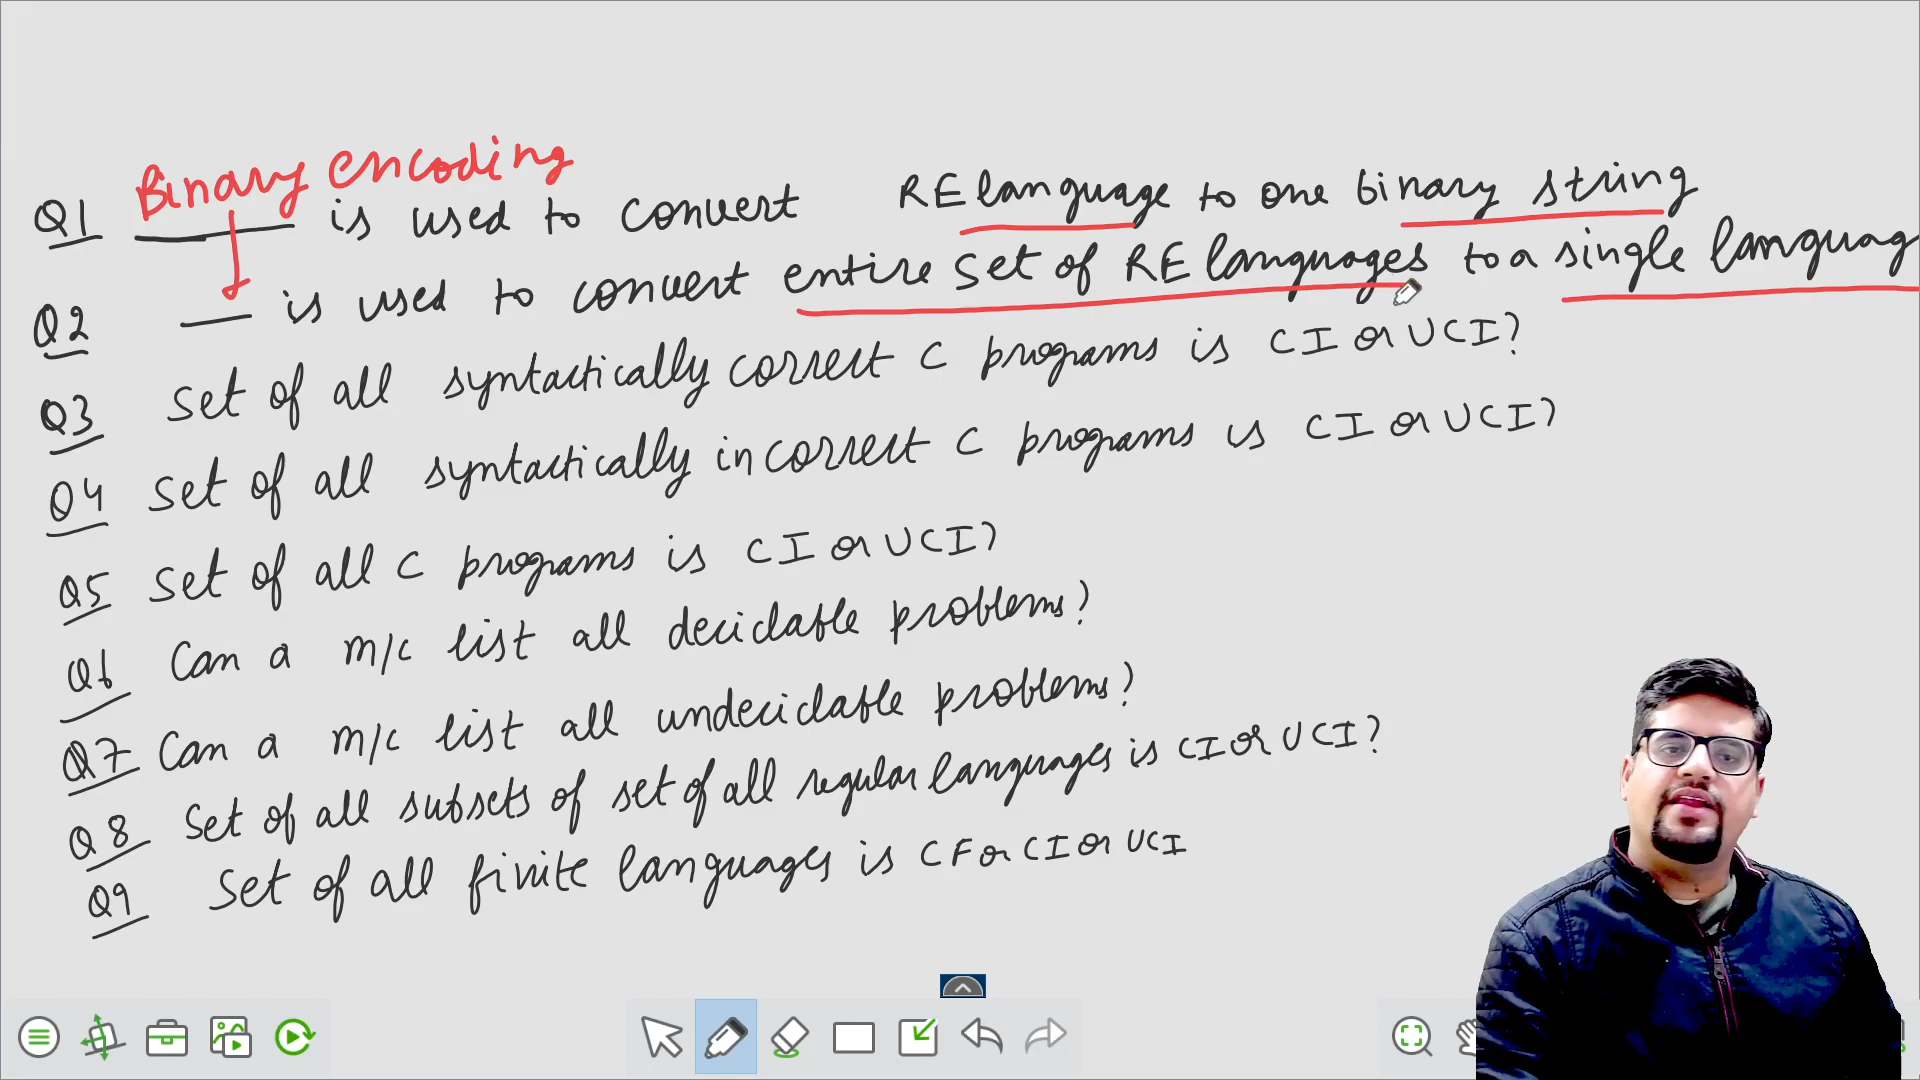 Binary encoding
Q1 ____ is used to convert RE language to one binary string
Q2 ___ is used to convert entire set of RE languages to a single languag
Q3 set of all syntactically correct C programs is CI or UCI?
Q4 set of all syntactically incorrect C programs is CI or UCI?
Q5 set of all C programs is CI or UCI?
Q6 Can a m/c list all decidable problems?
Q7 Can a m/c list all undecidable problems?
Q8 set of all subsets of set of all regular languages is CI or UCI?
Q9 set of all finite languages is CF or CI or UCI